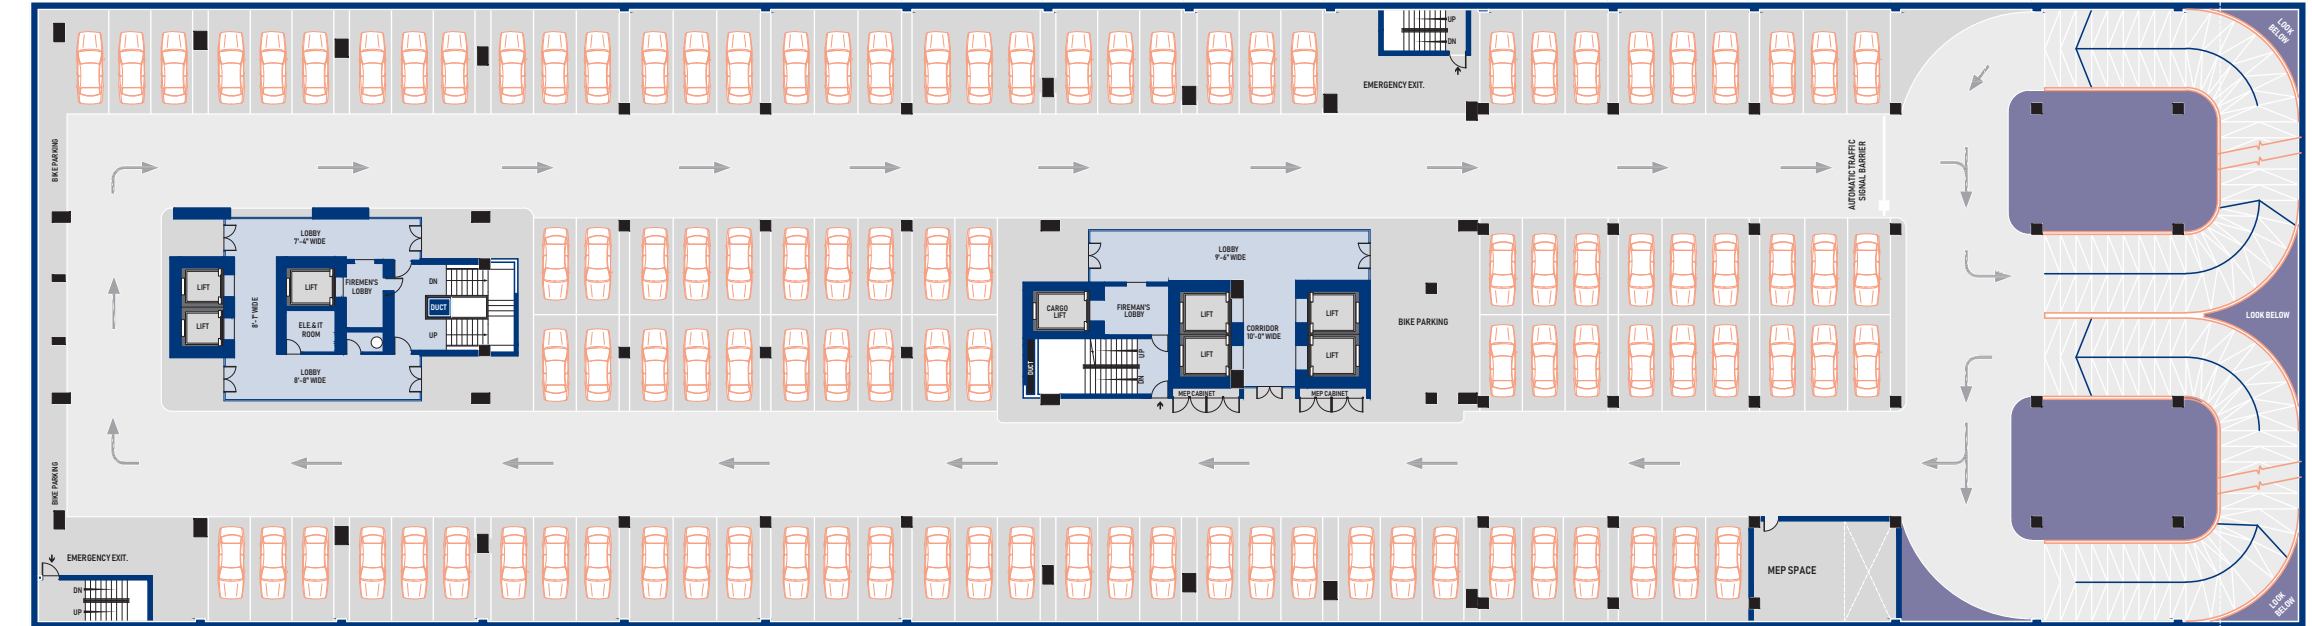 UP
DN
EMERGENCY EXIT.
LOOK
BELOW
BIKE PARKING
AUTOMATIC TRAFFIC
SIGNAL BARRIER
LOBBY
7'-4" WIDE
LIFT
LIFT
8'-1" WIDE
LIFT
ELE.& IT
ROOM
FIREMEN'S
LOBBY
DN
DUCT
UP
LOBBY
8'-8" WIDE
LOBBY
9'-6" WIDE
CARGO
LIFT
FIREMAN'S
LOBBY
LIFT
LIFT
CORRIDOR
10'-0" WIDE
LIFT
LIFT
DUCT
UP
DN
MEP CABINET
MEP CABINET
BIKE PARKING
LOOK BELOW
BIKE PARKING
EMERGENCY EXIT.
DN
UP
MEP SPACE
LOOK
BELOW